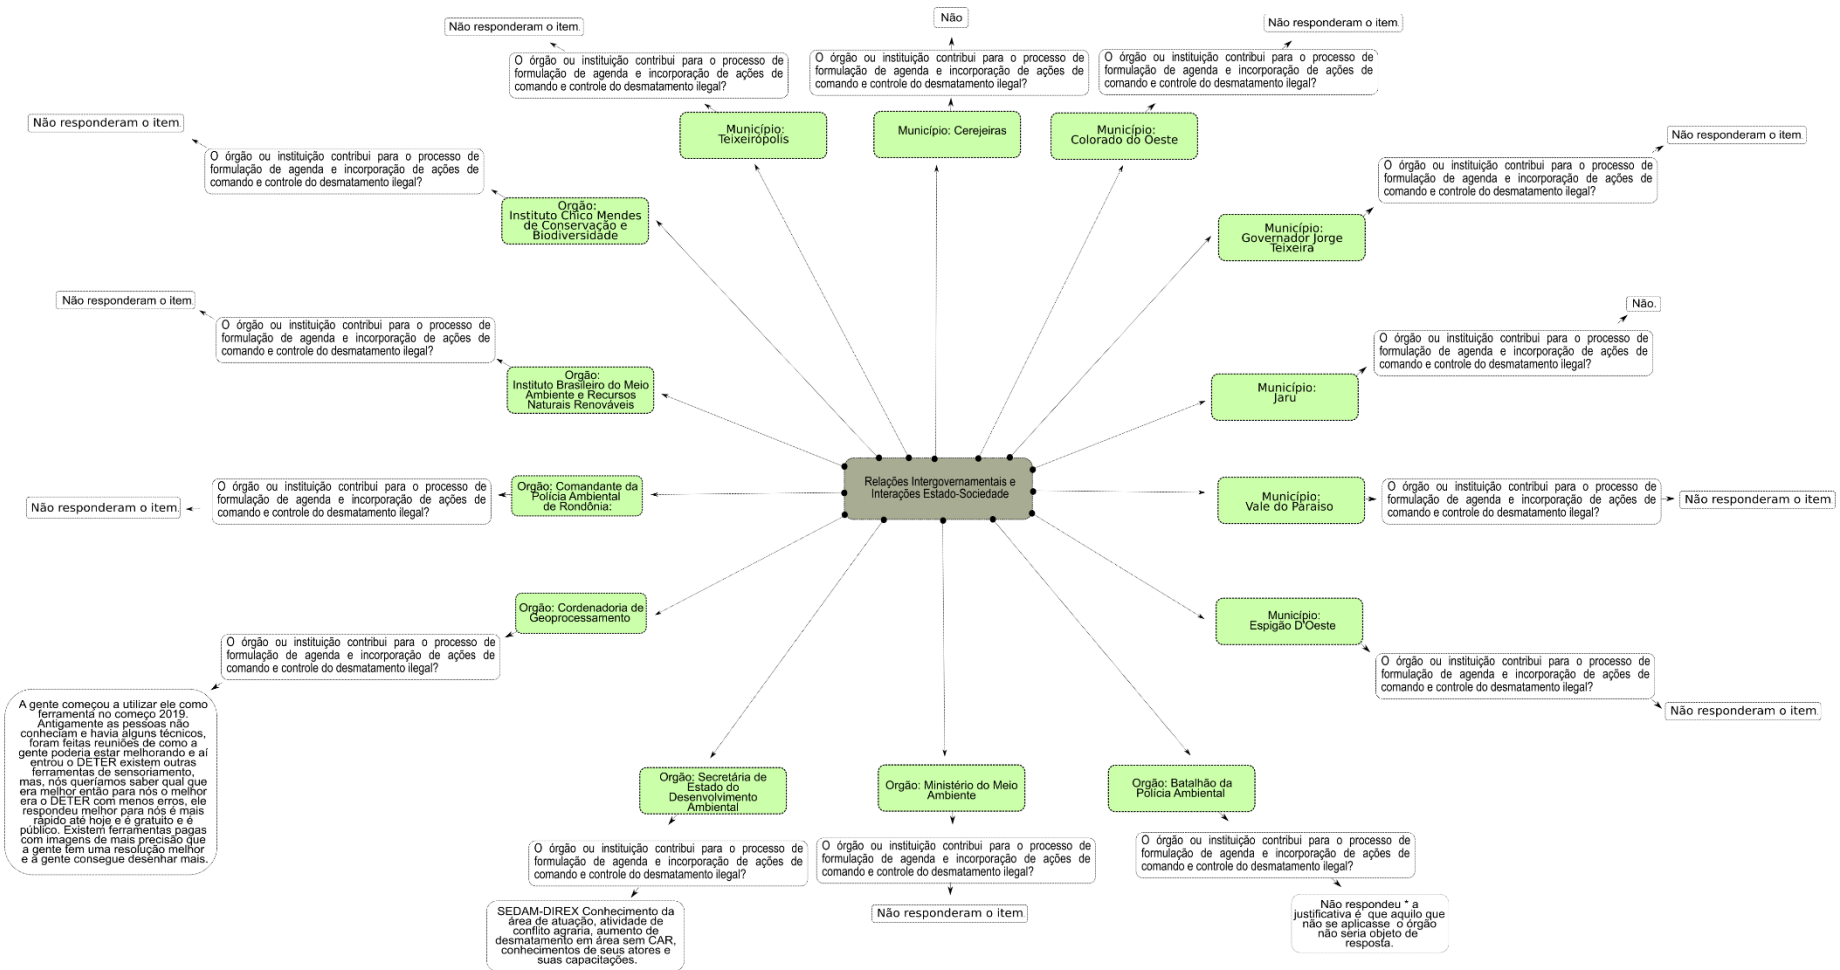 Não responderam o item.
O órgão ou instituição contribui para o processo de
formulação de agenda e incorporação de ações de
comando e controle do desmatamento ilegal?
Município:
Teixeirópolis
Não
O órgão ou instituição contribui para o processo de
formulação de agenda e incorporação de ações de
comando e controle do desmatamento ilegal?
Município: Cerejeiras
Não responderam o item.
O órgão ou instituição contribui para o processo de
formulação de agenda e incorporação de ações de
comando e controle do desmatamento ilegal?
Município:
Colorado do Oeste
Não responderam o item.
O órgão ou instituição contribui para o processo de
formulação de agenda e incorporação de ações de
comando e controle do desmatamento ilegal?
Orgão:
Instituto Chico Mendes
de Conservação e
Biodiversidade
Não responderam o item.
O órgão ou instituição contribui para o processo de
formulação de agenda e incorporação de ações de
comando e controle do desmatamento ilegal?
Município:
Governador Jorge
Teixeira
Não responderam o item.
O órgão ou instituição contribui para o processo de
formulação de agenda e incorporação de ações de
comando e controle do desmatamento ilegal?
Orgão:
Instituto Brasileiro do Meio
Ambiente e Recursos
Naturais Renováveis
Não.
O órgão ou instituição contribui para o processo de
formulação de agenda e incorporação de ações de
comando e controle do desmatamento ilegal?
Município:
Jaru
Relações Intergovernamentais e
Interações Estado-Sociedade
Não responderam o item.
O órgão ou instituição contribui para o processo de
formulação de agenda e incorporação de ações de
comando e controle do desmatamento ilegal?
Orgão: Comandante da
Polícia Ambiental
de Rondônia:
Município:
Vale do Paraiso
O órgão ou instituição contribui para o processo de
formulação de agenda e incorporação de ações de
comando e controle do desmatamento ilegal?
Não responderam o item.
Orgão: Cordenadoria de
Geoprocessamento
O órgão ou instituição contribui para o processo de
formulação de agenda e incorporação de ações de
comando e controle do desmatamento ilegal?
A gente começou a utilizar ele como
ferramenta no começo 2019.
Antigamente as pessoas não
conheciam e havia alguns técnicos,
foram feitas reuniões de como a
gente poderia estar melhorando e aí
entrou o DETER existem outras
ferramentas de sensoriamento,
mas, nós queríamos saber qual que
era melhor então para nós o melhor
era o DETER com menos erros, ele
respondeu melhor para nós é mais
rápido até hoje e é gratuito e é
público. Existem ferramentas pagas
com imagens de mais precisão que
a gente tem uma resolução melhor
e a gente consegue desenhar mais.
Município:
Espigão D'Oeste
O órgão ou instituição contribui para o processo de
formulação de agenda e incorporação de ações de
comando e controle do desmatamento ilegal?
Não responderam o item.
Orgão: Secretária de
Estado do
Desenvolvimento
Ambiental
O órgão ou instituição contribui para o processo de
formulação de agenda e incorporação de ações de
comando e controle do desmatamento ilegal?
SEDAM-DIREX Conhecimento da
área de atuação, atividade de
conflito agraria, aumento de
desmatamento em área sem CAR,
conhecimentos de seus atores e
suas capacitações.
Orgão: Ministério do Meio
Ambiente
O órgão ou instituição contribui para o processo de
formulação de agenda e incorporação de ações de
comando e controle do desmatamento ilegal?
Não responderam o item.
Orgão: Batalhão da
Polícia Ambiental
O órgão ou instituição contribui para o processo de
formulação de agenda e incorporação de ações de
comando e controle do desmatamento ilegal?
Não respondeu * a
justificativa é  que aquilo que
não se aplicasse  o órgão
não seria objeto de
resposta.